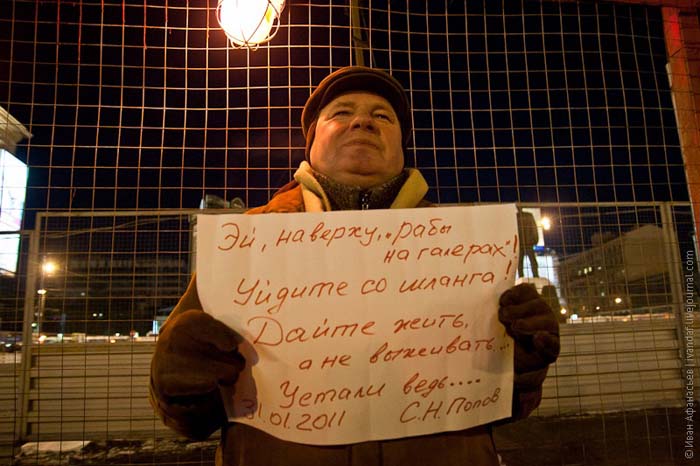 Эй, наверху, „рабы
на галерах"!
Уйдите со шланга!
Дайте жить,
а не выживать...
Устали ведь....
31.01.2011 С.Н.Попов
© Иван Афанасьев | ivandar.livejournal.com